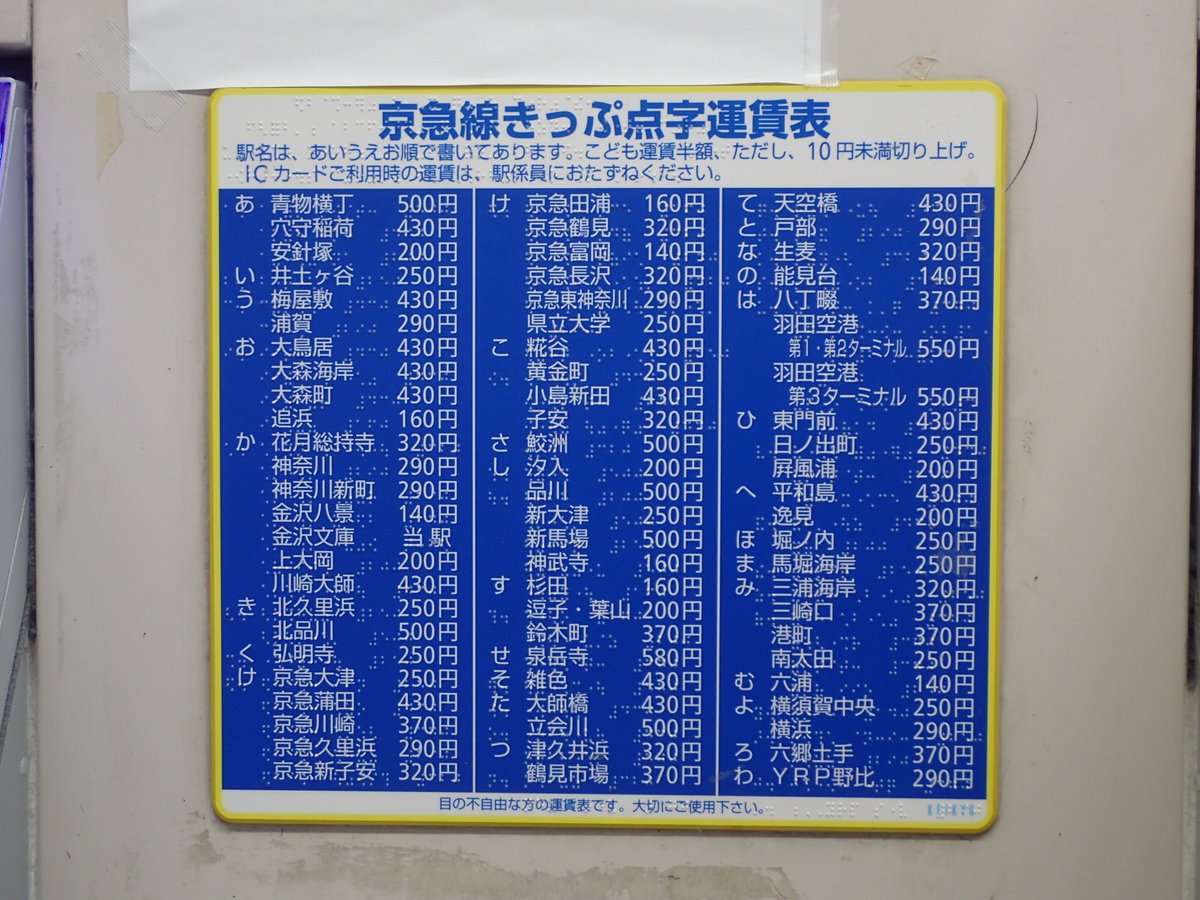 京急線きっぷ点字運賃表
駅名は、あいうえお順で書いてあります。こども運賃半額、ただし、10円未満切り上げ。
ICカードご利用時の運賃は、駅係員におたずねください。
あ 青物横丁 500円
穴守稲荷 430円
安針塚 200円
い 井土ヶ谷 250円
う 梅屋敷 430円
浦賀 290円
お 大鳥居 430円
大森海岸 430円
大森町 430円
追浜 160円
か 花月総持寺 320円
神奈川 290円
神奈川新町 290円
金沢八景 140円
金沢文庫 当駅
上大岡 200円
川崎大師 430円
き 北久里浜 250円
北品川 500円
く 弘明寺 250円
け 京急大津 250円
京急蒲田 430円
京急川崎 370円
京急久里浜 290円
京急新子安 320円
け 京急田浦 160円
京急鶴見 320円
京急富岡 140円
京急長沢 320円
京急東神奈川 290円
県立大学 250円
こ 糀谷 430円
黄金町 250円
小島新田 430円
子安 320円
さ 鮫洲 500円
し 汐入 200円
品川 500円
新大津 250円
新馬場 500円
神武寺 160円
す 杉田 160円
逗子・葉山 200円
鈴木町 370円
せ 泉岳寺 580円
そ 雑色 430円
た 大師橋 430円
立会川 500円
つ 津久井浜 320円
鶴見市場 370円
て 天空橋 430円
と 戸部 290円
な 生麦 320円
の 能見台 140円
は 八丁畷 370円
羽田空港
第1・第2ターミナル 550円
羽田空港
第3ターミナル 550円
ひ 東門前 430円
日ノ出町 250円
屏風浦 200円
へ 平和島 430円
逸見 200円
ほ 堀ノ内 250円
ま 馬堀海岸 250円
み 三浦海岸 320円
三崎口 370円
港町 370円
南太田 250円
む 六浦 140円
よ 横須賀中央 250円
横浜 290円
ろ 六郷土手 370円
わ YRP野比 290円
目の不自由な方の運賃表です。大切にご使用下さい。
KEIKYU